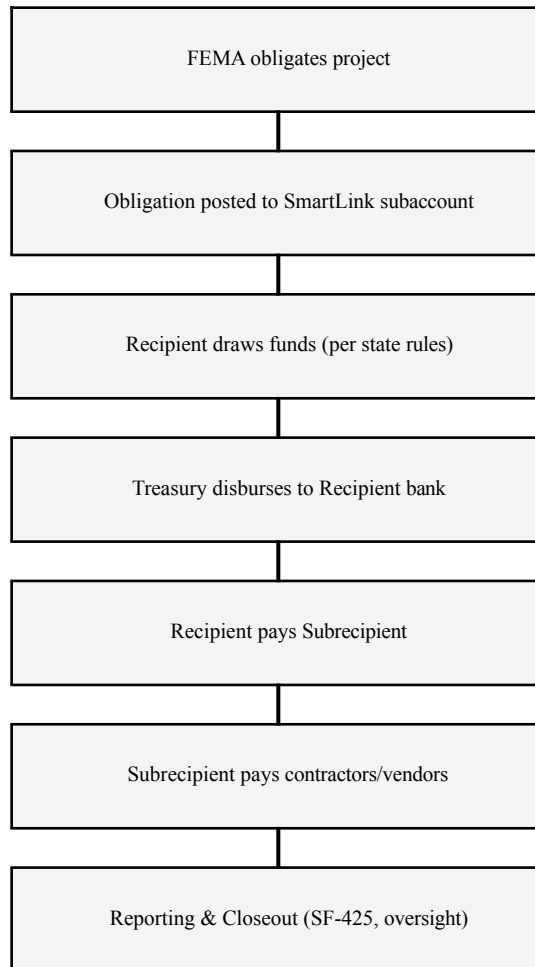 FEMA obligates project
Obligation posted to SmartLink subaccount
Recipient draws funds (per state rules)
Treasury disburses to Recipient bank
Recipient pays Subrecipient
Subrecipient pays contractors/vendors
Reporting & Closeout (SF-425, oversight)